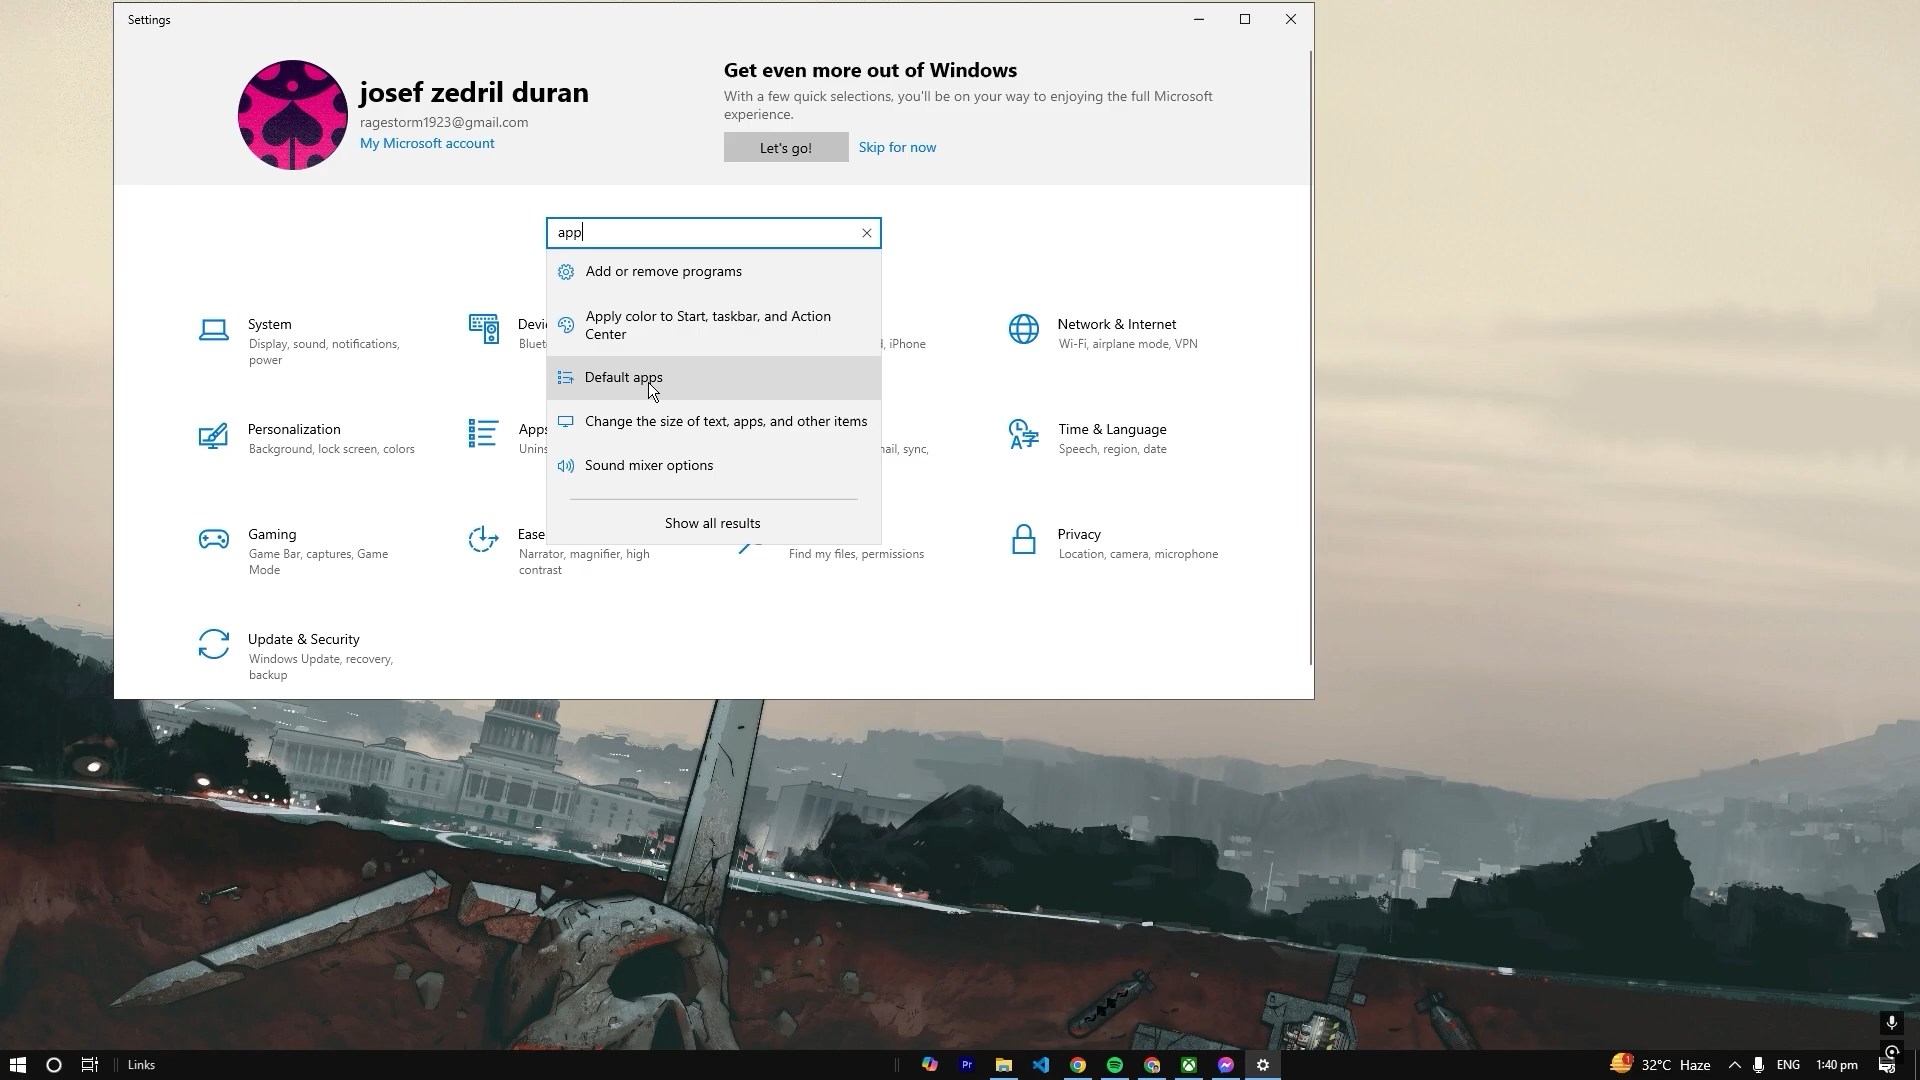 Settings
josef zedril duran
ragestorm1923@gmail.com
My Microsoft account
Get even more out of Windows
With a few quick selections, you'll be on your way to enjoying the full Microsoft
experience.
Let's go!
Skip for now
app
Add or remove programs
Apply color to Start, taskbar, and Action
Center
Default apps
Change the size of text, apps, and other items
Sound mixer options
Show all results
System
Display, sound, notifications,
power
, iPhone
Network & Internet
Wi-Fi, airplane mode, VPN
Personalization
Background, lock screen, colors
Apps
sync,
Time & Language
Speech, region, date
Gaming
Game Bar, captures, Game
Mode
Ease
Narrator, magnifier, high
contrast
Find my files, permissions
Privacy
Location, camera, microphone
Update & Security
Windows Update, recovery,
backup
Links
Pr
1
32°C Haze
ENG
1:40 pm